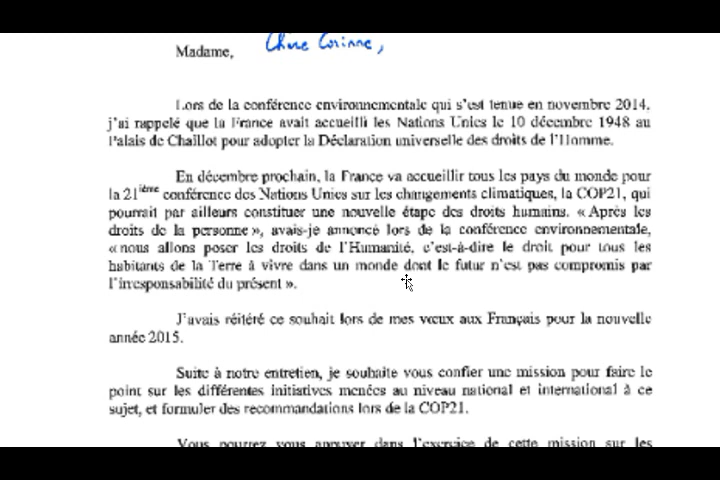 Madame, Chère Corinne,
Lors de la conférence environnementale qui s'est tenue en novembre 2014,
j'ai rappelé que la France avait accueilli les Nations Unies le 10 décembre 1948 au
Palais de Chaillot pour adopter la Déclaration universelle des droits de l'Homme.
En décembre prochain, la France va accueillir tous les pays du monde pour
la 21ième conférence des Nations Unies sur les changements climatiques, la COP21, qui
pourrait par ailleurs constituer une nouvelle étape des droits humains. « Après les
droits de la personne », avais-je annoncé lors de la conférence environnementale,
« nous allons poser les droits de l'Humanité, c'est-à-dire le droit pour tous les
habitants de la Terre à vivre dans un monde dont le futur n'est pas compromis par
l'irresponsabilité du présent ».
J'avais réitéré ce souhait lors de mes vœux aux Français pour la nouvelle
année 2015.
Suite à notre entretien, je souhaite vous confier une mission pour faire le
point sur les différentes initiatives menées au niveau national et international à ce
sujet, et formuler des recommandations lors de la COP21.
Vous pourrez vous appuyer dans l'exercice de cette mission sur les